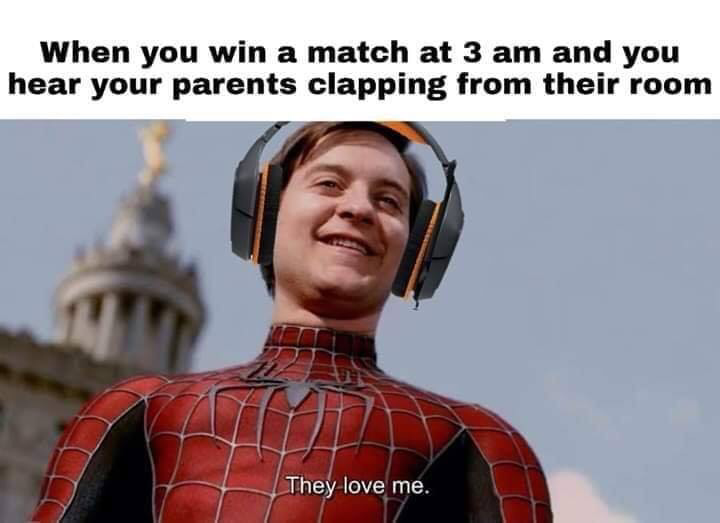 When you win a match at 3 am and you
hear your parents clapping from their room
They love me.